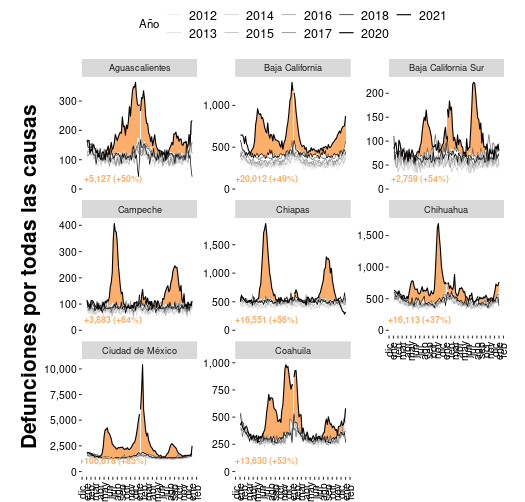 Año 2012 2014 2016 2018 2021
2013 2015 2017 2020
Defunciones por todas las causas
Aguascalientes Baja California Baja California Sur
300 200 100 0
1,000 500 0
200 150 100 50 0
+5,127 (+50%) +20,012 (+49%) +2,759 (+54%)
Campeche Chiapas Chihuahua
400 300 200 100 0
1,500 1,000 500 0
1,500 1,000 500 0
+3,883 (+64%) +16,551 (+56%) +16,113 (+37%)
Ciudad de México Coahuila
10,000 7,500 5,000 2,500 0
1,000 750 500 250 0
+13,630 (+53%)